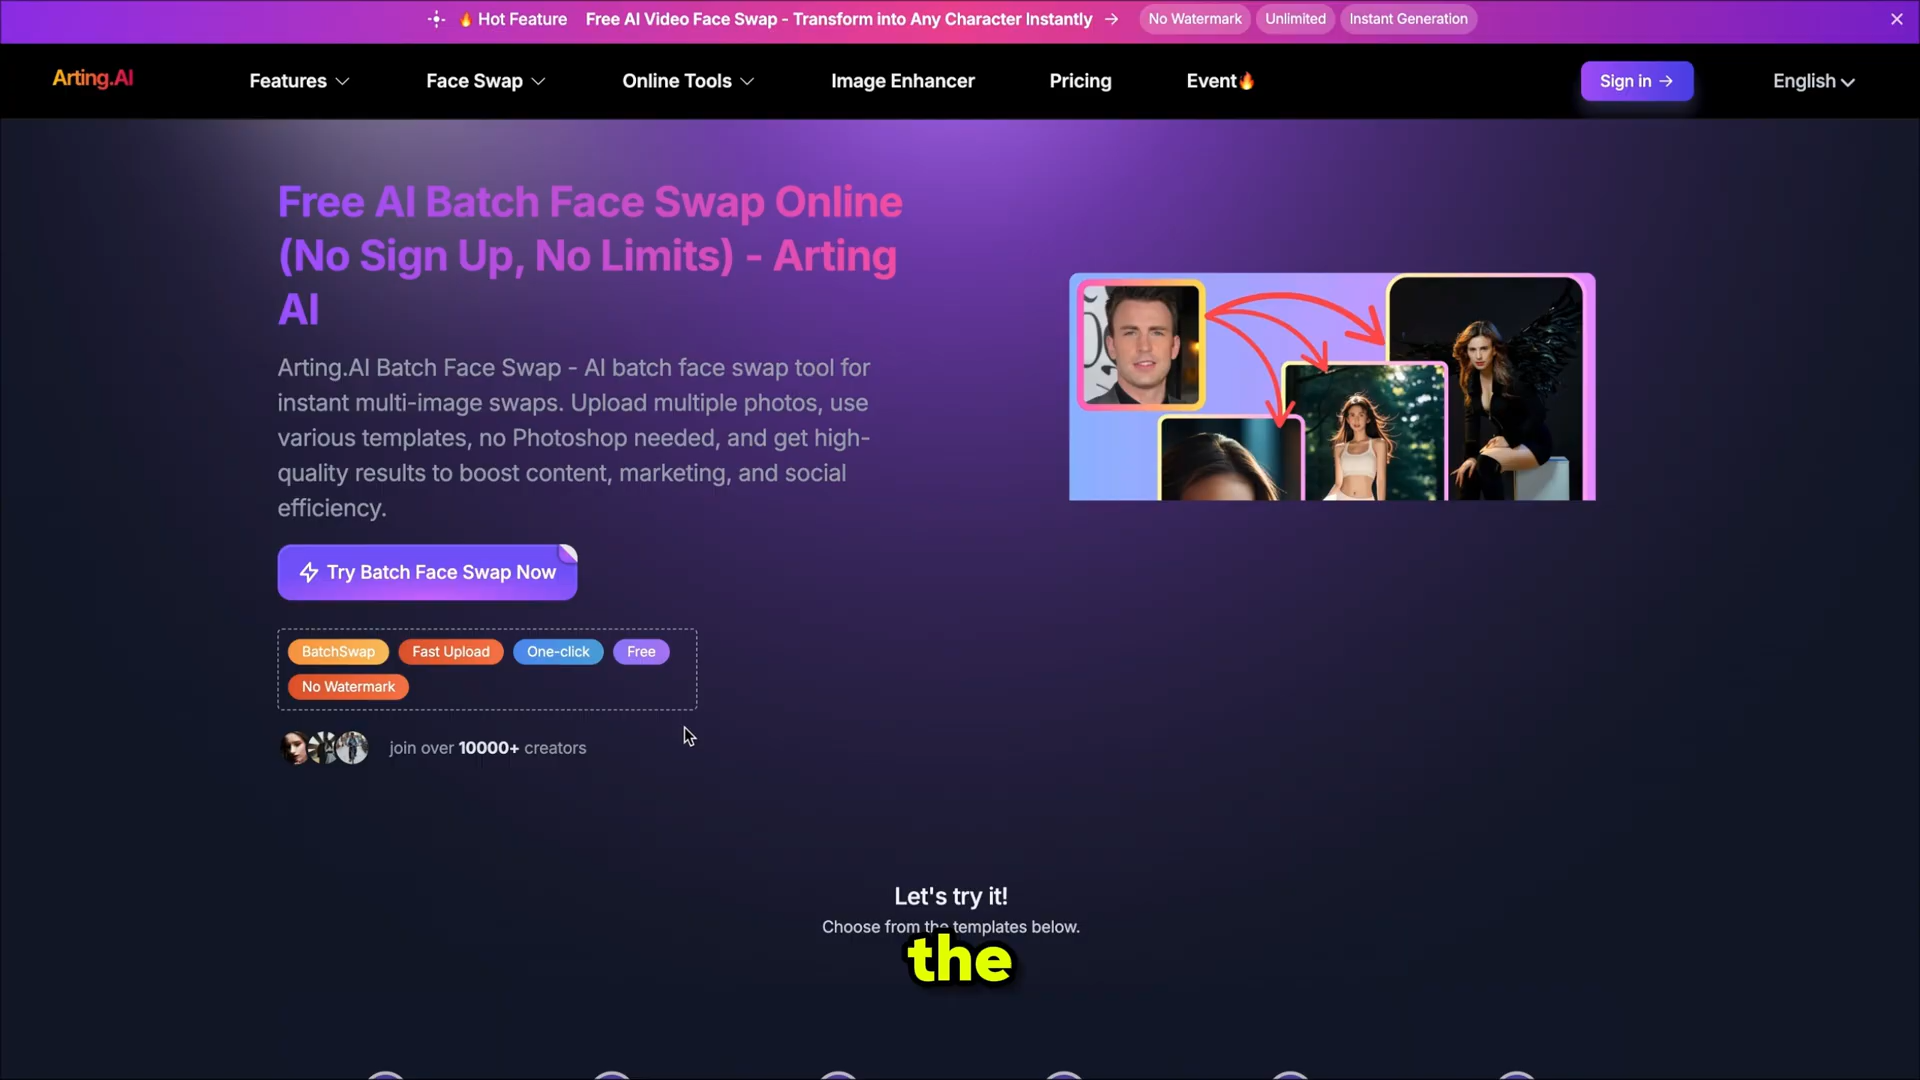 🔥 Hot Feature Free AI Video Face Swap - Transform into Any Character Instantly → No Watermark Unlimited Instant Generation
Arting.AI Features Face Swap Online Tools Image Enhancer Pricing Event🔥 Sign in → English
Free AI Batch Face Swap Online
(No Sign Up, No Limits) - Arting
AI
Arting.AI Batch Face Swap - AI batch face swap tool for
instant multi-image swaps. Upload multiple photos, use
various templates, no Photoshop needed, and get high-
quality results to boost content, marketing, and social
efficiency.
Try Batch Face Swap Now
BatchSwap Fast Upload One-click Free
No Watermark
join over 10000+ creators
Let's try it!
Choose from the templates below.
the